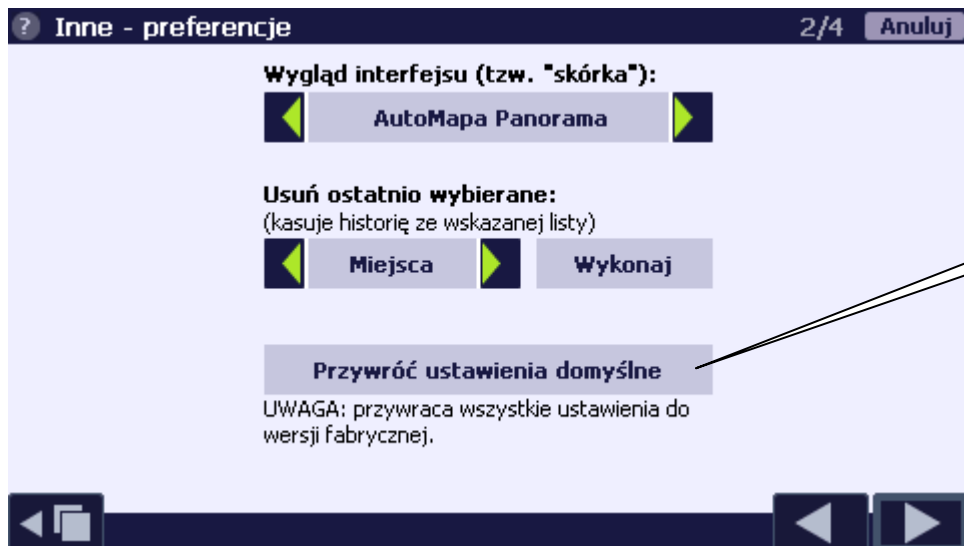 ? Inne - preferencje 2/4 Anuluj
Wygląd interfejsu (tzw. "skórka"):
AutoMapa Panorama
Usuń ostatnio wybierane:
(kasuje historię ze wskazanej listy)
Miejsca Wykonaj
Przywróć ustawienia domyślne
UWAGA: przywraca wszystkie ustawienia do
wersji fabrycznej.